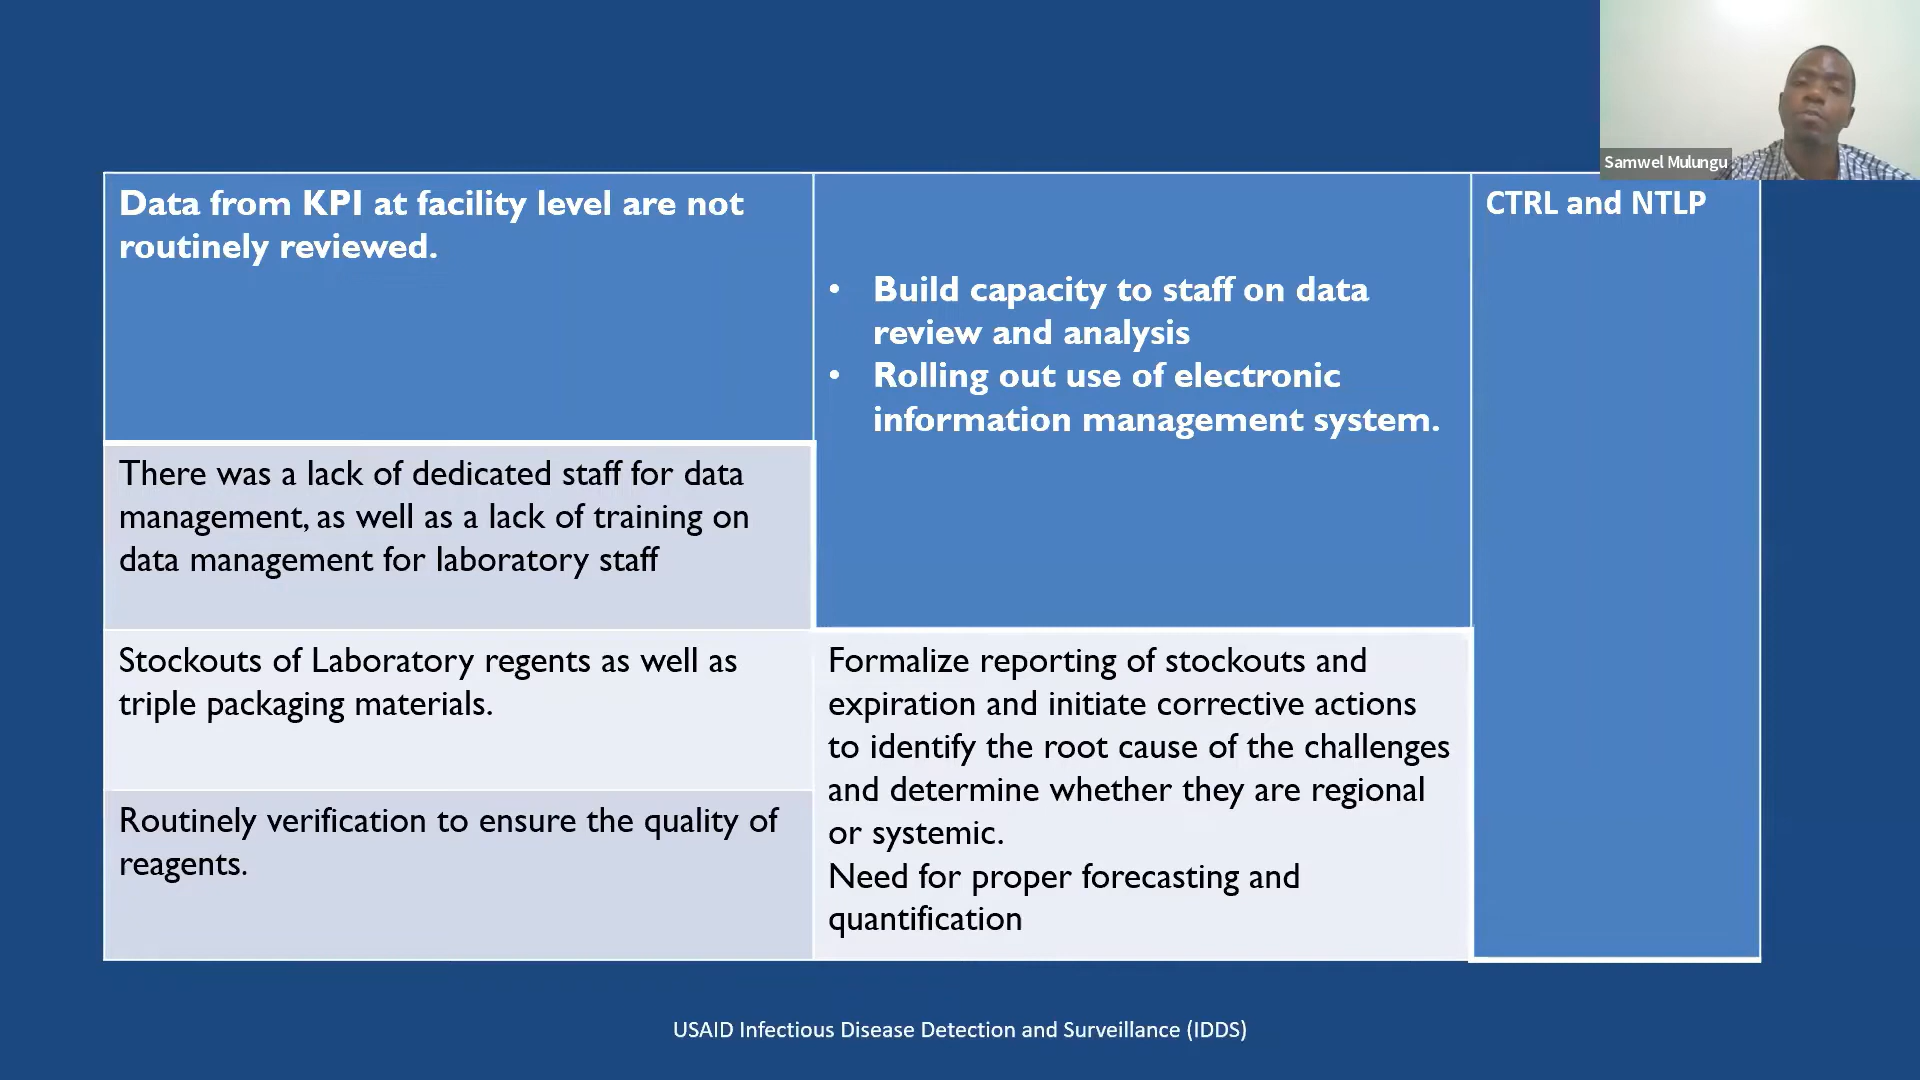 Samwel Mulungu
Data from KPI at facility level are not
routinely reviewed.
• Build capacity to staff on data
review and analysis
• Rolling out use of electronic
information management system.
CTRL and NTLP
There was a lack of dedicated staff for data
management, as well as a lack of training on
data management for laboratory staff
Stockouts of Laboratory regents as well as
triple packaging materials.
Formalize reporting of stockouts and
expiration and initiate corrective actions
to identify the root cause of the challenges
and determine whether they are regional
or systemic.
Need for proper forecasting and
quantification
Routinely verification to ensure the quality of
reagents.
USAID Infectious Disease Detection and Surveillance (IDDS)